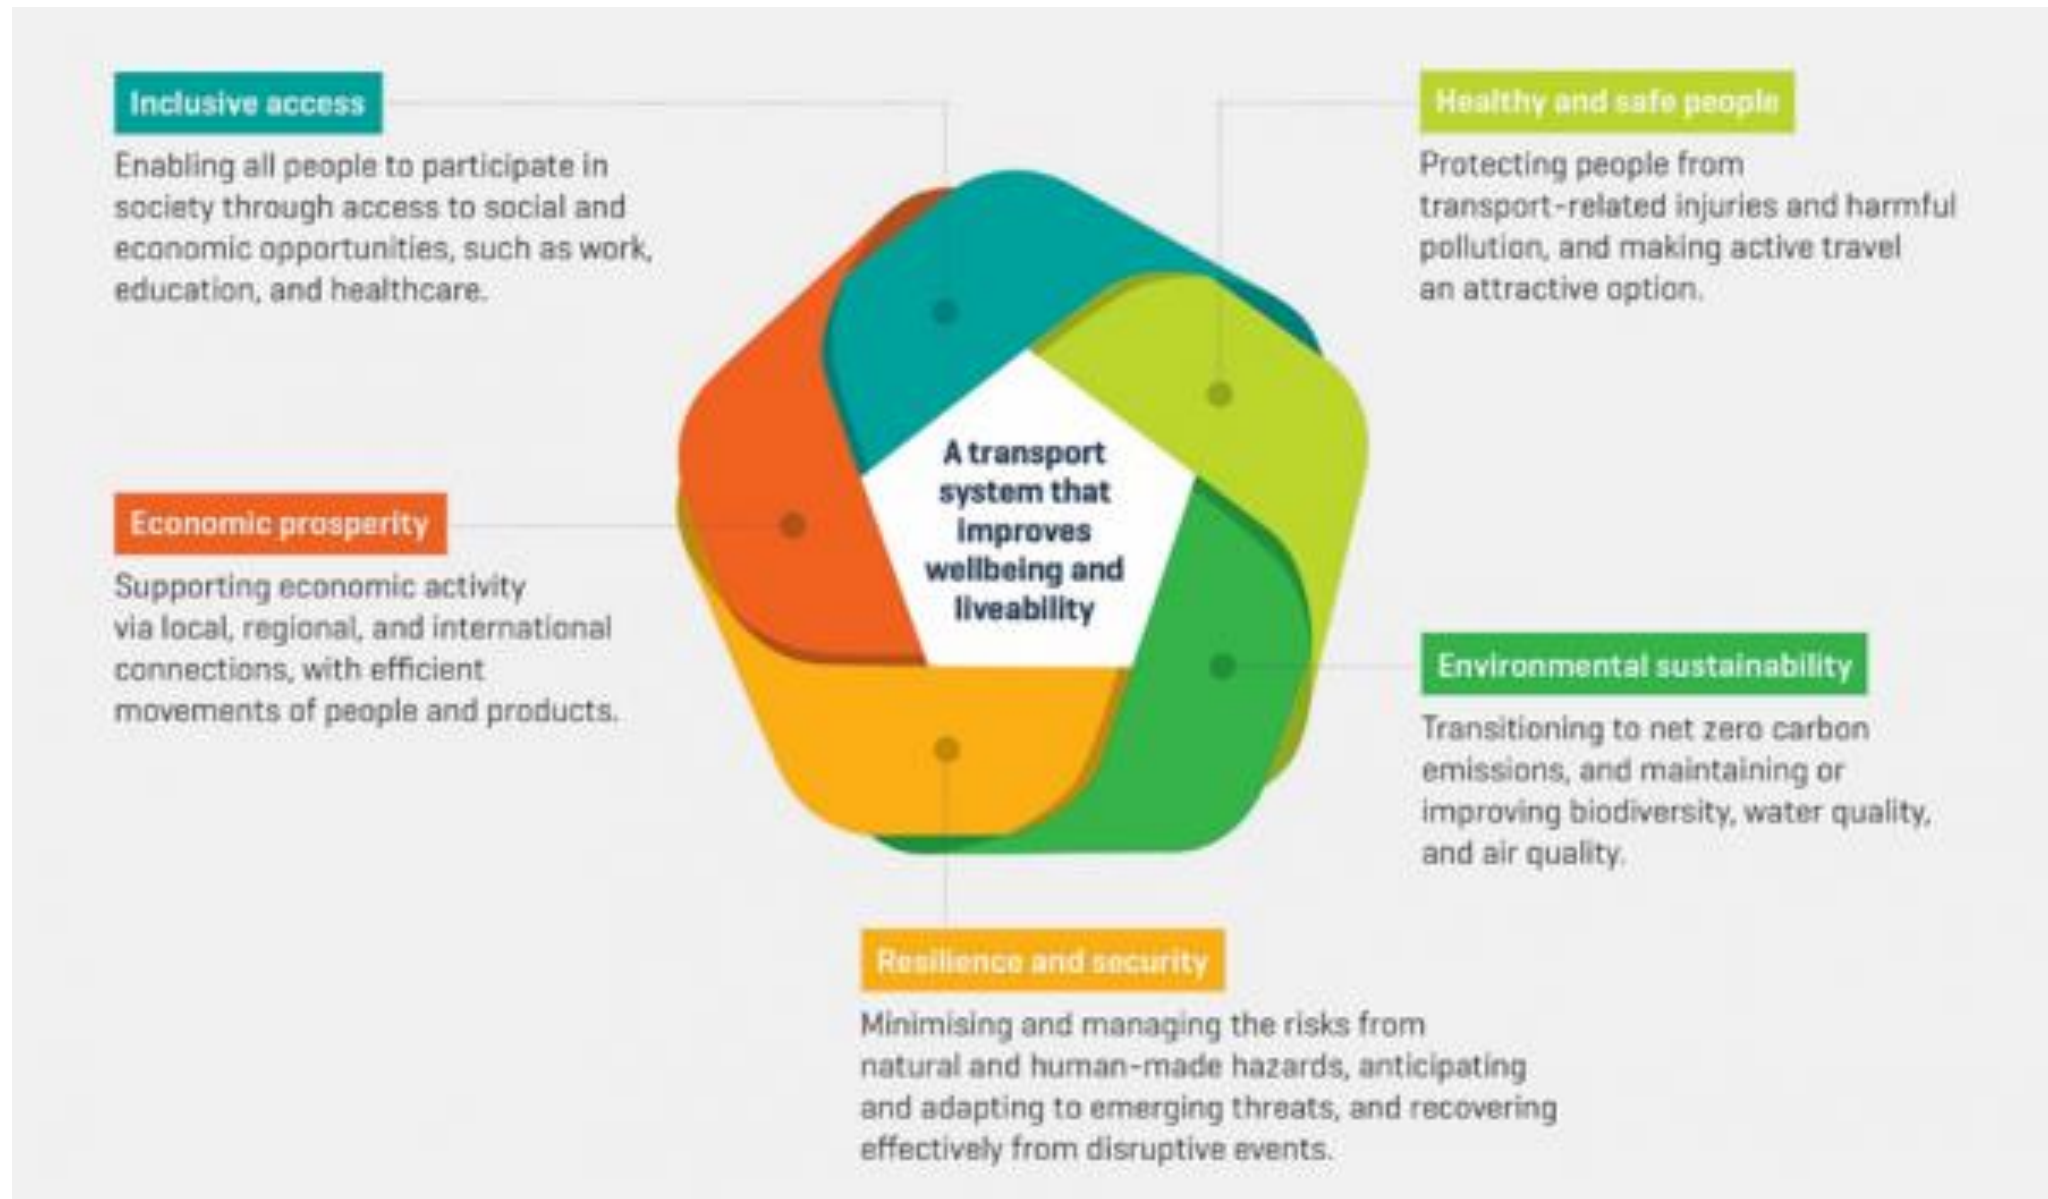 Inclusive access
Enabling all people to participate in
society through access to social and
economic opportunities, such as work,
education, and healthcare.
Healthy and safe people
Protecting people from
transport-related injuries and harmful
pollution, and making active travel
an attractive option.
A transport
system that
improves
wellbeing and
liveability
Economic prosperity
Supporting economic activity
via local, regional, and international
connections, with efficient
movements of people and products.
Environmental sustainability
Transitioning to net zero carbon
emissions, and maintaining or
improving biodiversity, water quality,
and air quality.
Resilience and security
Minimising and managing the risks from
natural and human-made hazards, anticipating
and adapting to emerging threats, and recovering
effectively from disruptive events.